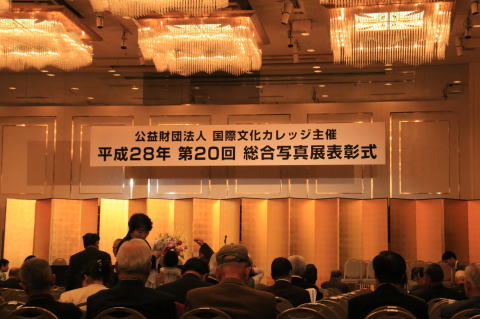 公益財団法人 国際文化カレッジ主催
平成28年 第20回 総合写真展表彰式